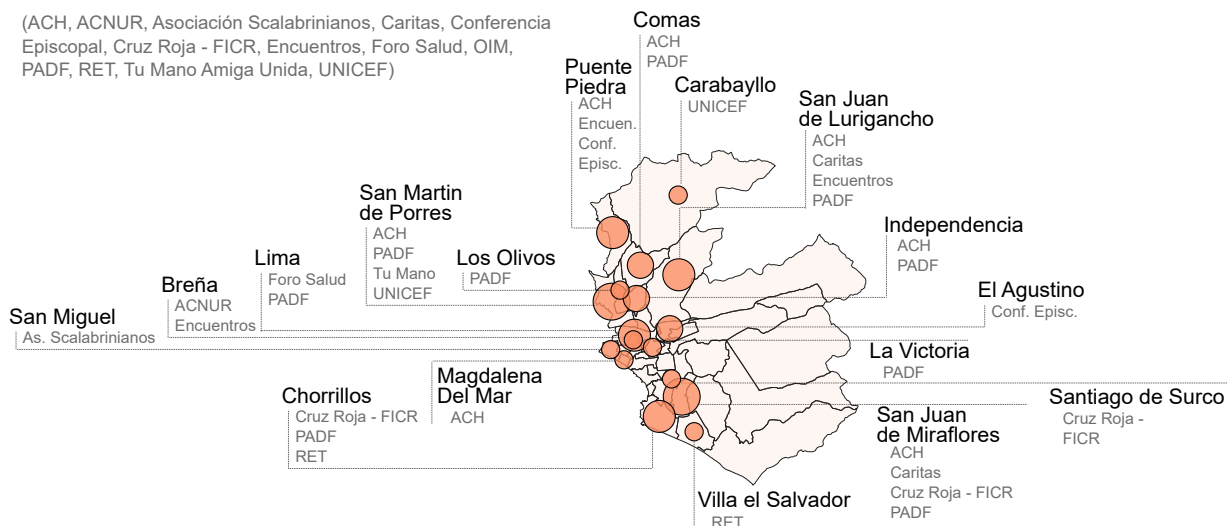 (ACH, ACNUR, Asociación Scalabrinianos, Caritas, Conferencia
Episcopal, Cruz Roja - FICR, Encuentros, Foro Salud, OIM,
PADF, RET, Tu Mano Amiga Unida, UNICEF)
Comas
ACH
PADF
Puente
Piedra
ACH
Encuen.
Conf.
Episc.
Carabayllo
UNICEF
San Juan
de Lurigancho
ACH
Caritas
Encuentros
PADF
San Martin
de Porres
ACH
PADF
Tu Mano
UNICEF
Independencia
ACH
PADF
Lima
Foro Salud
PADF
Los Olivos
PADF
Breña
ACNUR
Encuentros
El Agustino
Conf. Episc.
San Miguel
As. Scalabrinianos
La Victoria
PADF
Magdalena
Del Mar
ACH
Chorrillos
Cruz Roja - FICR
PADF
RET
Santiago de Surco
Cruz Roja -
FICR
San Juan
de Miraflores
ACH
Caritas
Cruz Roja - FICR
PADF
Villa el Salvador
RET